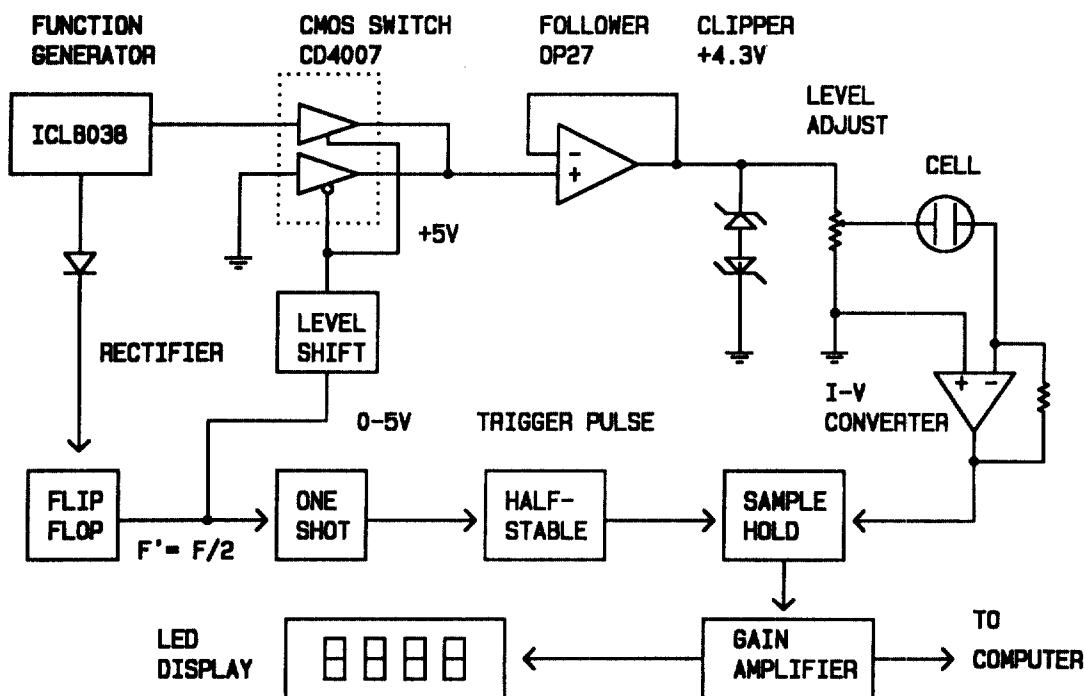 FUNCTION
GENERATOR
CMOS SWITCH
CD4007
FOLLOWER
OP27
CLIPPER
+4.3V
LEVEL
ADJUST
ICL8038
CELL
-
+
+5V
LEVEL
SHIFT
RECTIFIER
+ -
I-V
CONVERTER
0-5V
TRIGGER PULSE
FLIP
FLOP
F'= F/2
ONE
SHOT
HALF-
STABLE
SAMPLE
HOLD
LED
DISPLAY
8888
GAIN
AMPLIFIER
TO
COMPUTER